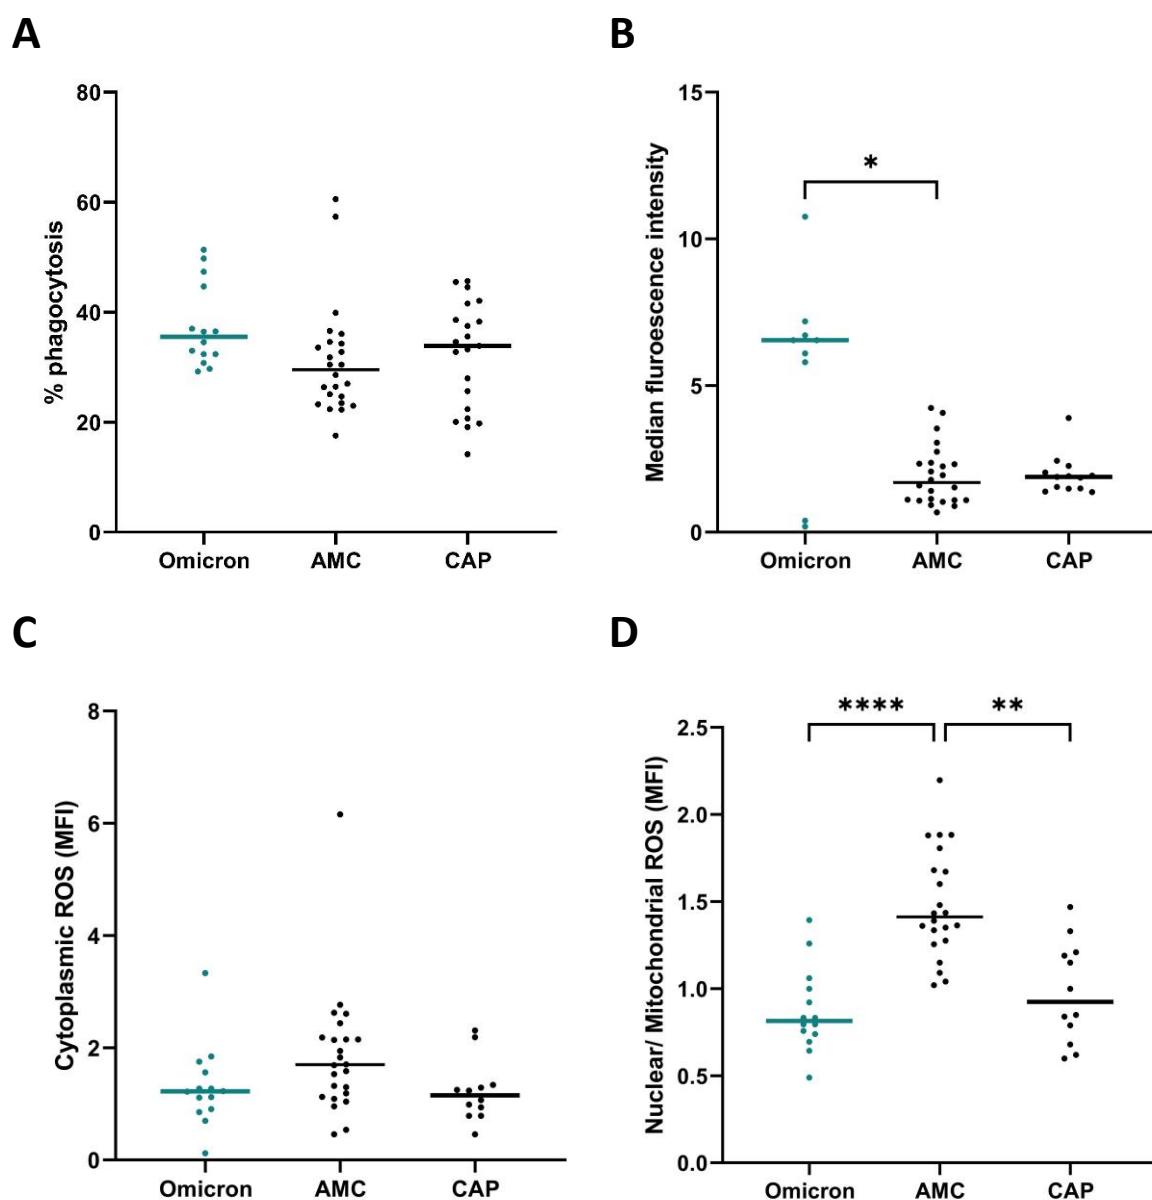 A
% phagocytosis
80
60
40
20
0
Omicron AMC CAP
B
Median fluroescence intensity
15
10
5
0
*
Omicron AMC CAP
C
Cytoplasmic ROS (MFI)
8
6
4
2
0
Omicron AMC CAP
D
Nuclear/ Mitochondrial ROS (MFI)
2.5
2.0
1.5
1.0
0.5
0.0
**** **
Omicron AMC CAP